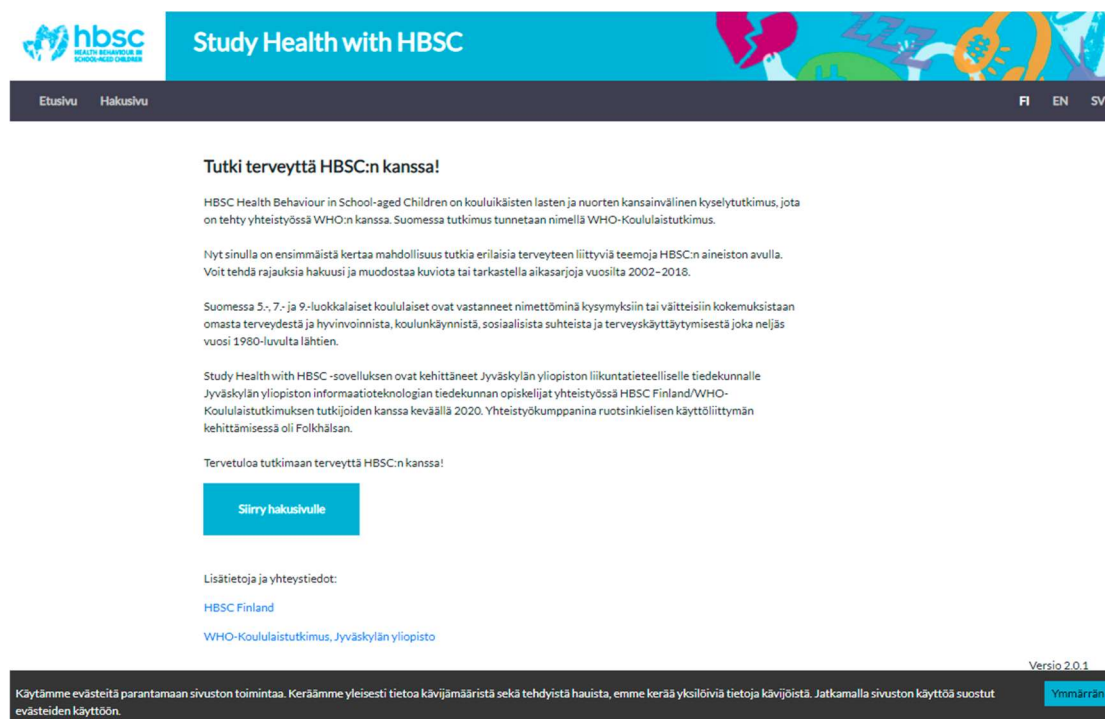 hbsc
HEALTH BEHAVIOUR IN
SCHOOL-AGED CHILDREN
Study Health with HBSC
ZZZ
Etusivu Hakusivu FI EN SV
Tutki terveyttä HBSC:n kanssa!
HBSC Health Behaviour in School-aged Children on kouluikäisten lasten ja nuorten kansainvälinen kyselytutkimus, jota
on tehty yhteistyössä WHO:n kanssa. Suomessa tutkimus tunnetaan nimellä WHO-Koululaistutkimus.
Nyt sinulla on ensimmäistä kertaa mahdollisuus tutkia erilaisia terveyteen liittyviä teemoja HBSC:n aineiston avulla.
Voit tehdä rajauksia hakuusi ja muodostaa kuvioita tai tarkastella aikasarjoja vuosilta 2002–2018.
Suomessa 5.-, 7.- ja 9.-luokkalaiset koululaiset ovat vastanneet nimettöminä kysymyksiin tai väitteisiin kokemuksistaan
omasta terveydestä ja hyvinvoinnista, koulunkäynnistä, sosiaalisista suhteista ja terveyskäyttäytymisestä joka neljäs
vuosi 1980-luvulta lähtien.
Study Health with HBSC -sovelluksen ovat kehittäneet Jyväskylän yliopiston liikuntatieteelliselle tiedekunnalle
Jyväskylän yliopiston informaatioteknologian tiedekunnan opiskelijat yhteistyössä HBSC Finland/WHO-
Koululaistutkimuksen tutkijoiden kanssa keväällä 2020. Yhteistyökumppanina ruotsinkielisen käyttöliittymän
kehittämisessä oli Folkhälsan.
Tervetuloa tutkimaan terveyttä HBSC:n kanssa!
Siirry hakusivulle
Lisätietoja ja yhteystiedot:
HBSC Finland
WHO-Koululaistutkimus, Jyväskylän yliopisto
Versio 2.0.1
Käytämme evästeitä parantamaan sivuston toimintaa. Keräämme yleisesti tietoa kävijämääristä sekä tehdyistä hauista, emme kerää yksilöiviä tietoja kävijöistä. Jatkamalla sivuston käyttöä suostut
evästeiden käyttöön.
Ymmärrän